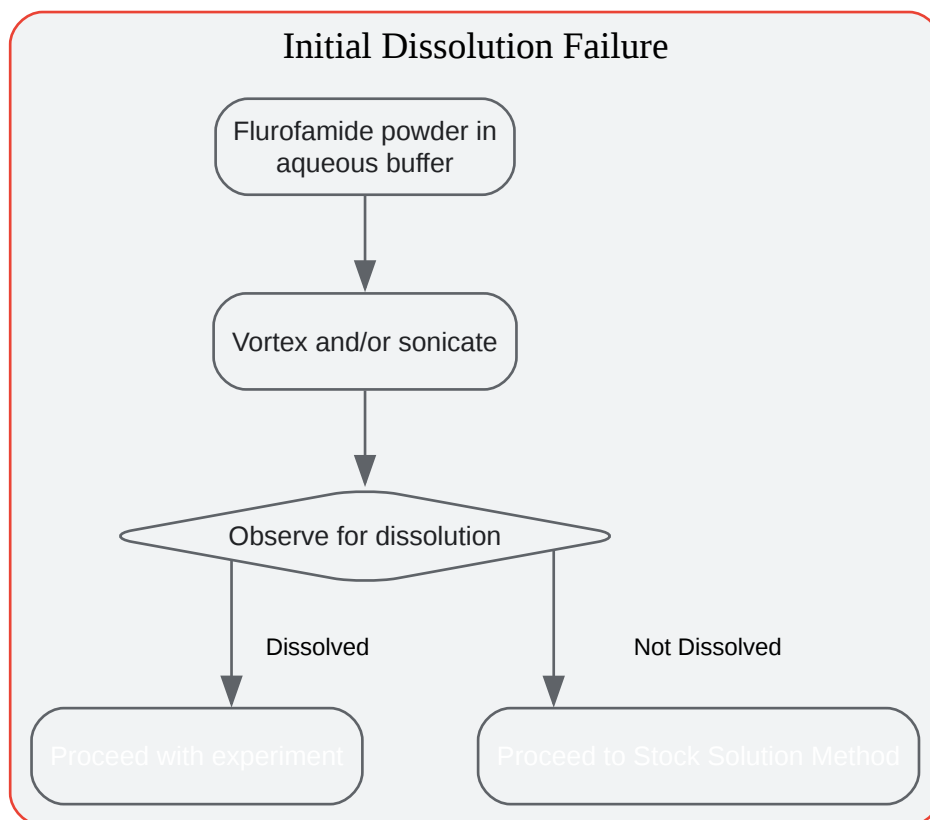 Initial Dissolution Failure
Flurofamide powder in
aqueous buffer
Vortex and/or sonicate
Observe for dissolution
Dissolved
Not Dissolved
Proceed with experiment
Proceed to Stock Solution Method